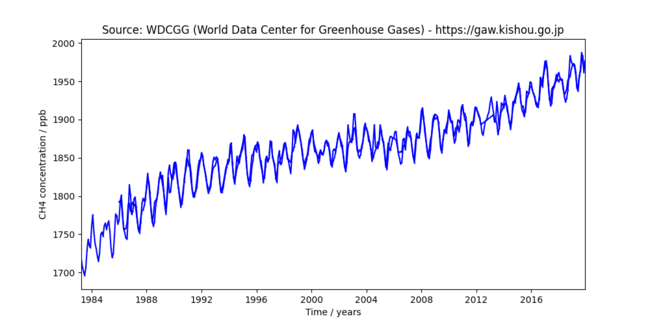 Source: WDCGG (World Data Center for Greenhouse Gases) - https://gaw.kishou.go.jp
2000
1950
1900
1850
1800
1750
1700
CH4 concentration / ppb
1984 1988 1992 1996 2000 2004 2008 2012 2016
Time / years